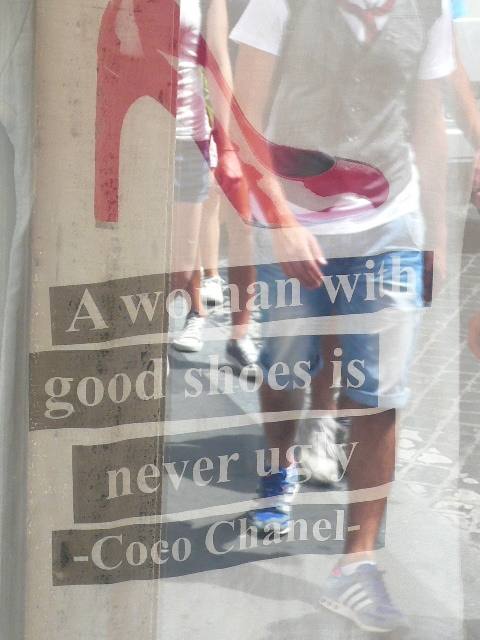 A woman with
good shoes is
never ugly
-Coco Chanel-